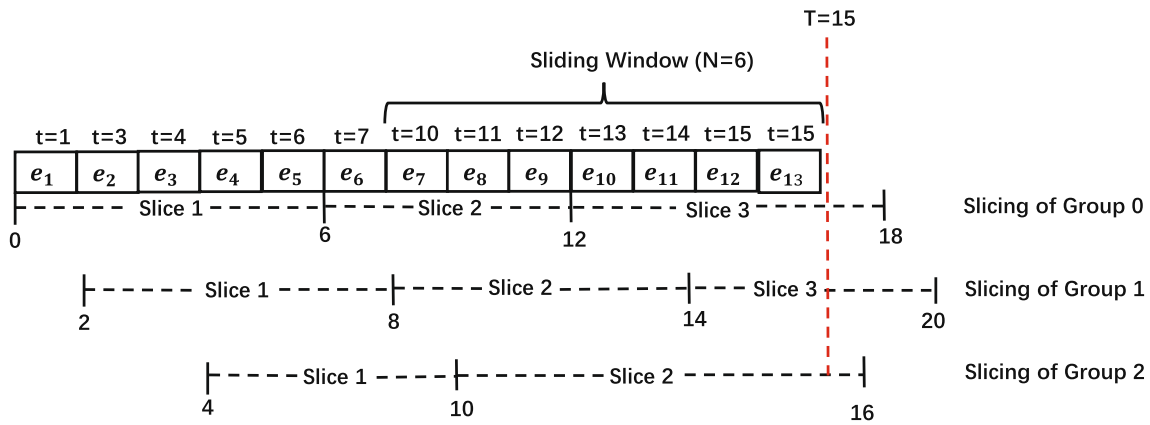 T=15
Sliding Window (N=6)
t=1 t=3 t=4 t=5 t=6 t=7 t=10 t=11 t=12 t=13 t=14 t=15 t=15
e1 e2 e3 e4 e5 e6 e7 e8 e9 e10 e11 e12 e13
Slice 1 Slice 2 Slice 3 Slicing of Group 0
0 6 12 18
Slice 1 Slice 2 Slice 3 Slicing of Group 1
2 8 14 20
Slice 1 Slice 2 Slicing of Group 2
4 10 16